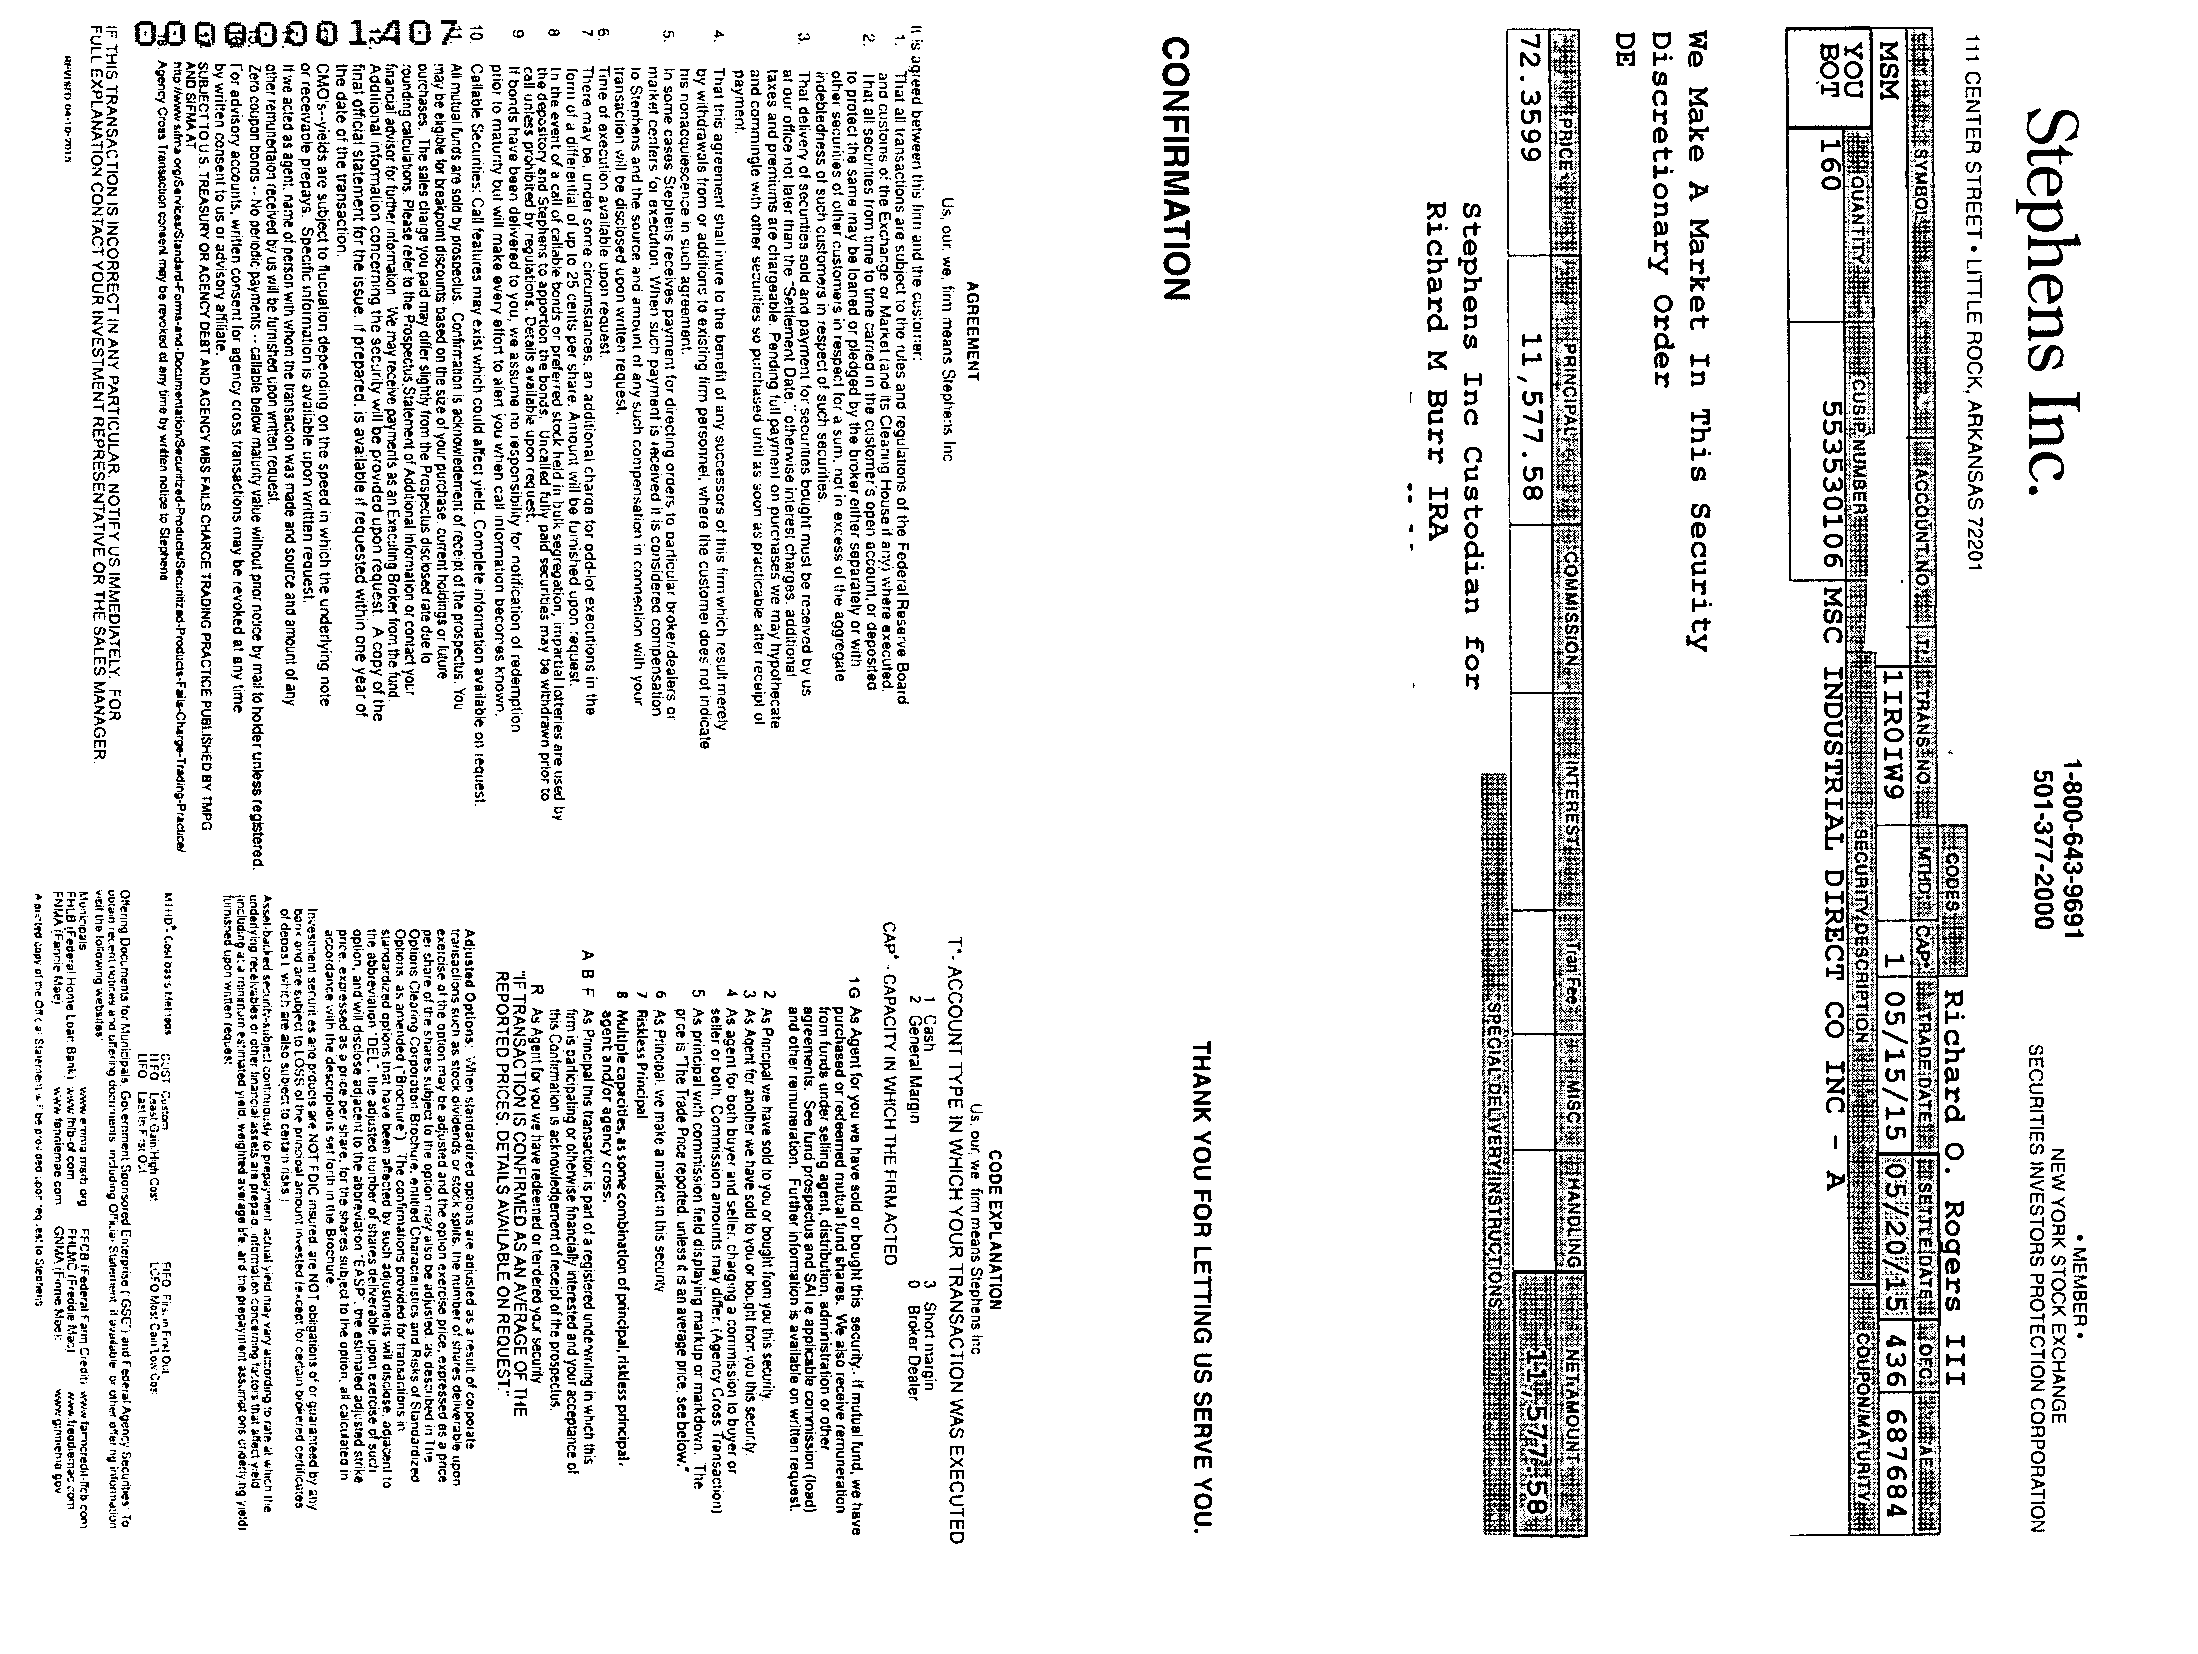 Stephens Inc.
111 CENTER STREET • LITTLE ROCK, ARKANSAS 72201
1-800-643-9691
501-377-2000
• MEMBER •
NEW YORK STOCK EXCHANGE
SECURITIES INVESTORS PROTECTION CORPORATION
CODES Richard O. Rogers III
SYMBOL ACCOUNT NO. T* TRANS NO. MTHD* CAP* TRADE DATE SETTLE DATE OFC AE
MSM 1IROIW9 1 05/15/15 05/20/15 436 687684
YOU BOT QUANTITY CUSIP NUMBER SECURITY DESCRIPTION COUPON/MATURITY
160 553530106 MSC INDUSTRIAL DIRECT CO INC - A
We Make A Market In This Security
Discretionary Order
DE
PRICE PRINCIPAL COMMISSION INTEREST Tran Fee MISC HANDLING NET AMOUNT
72.3599 11,577.58 11,577.58
SPECIAL DELIVERY INSTRUCTIONS
Stephens Inc Custodian for
Richard M Burr IRA
CONFIRMATION
THANK YOU FOR LETTING US SERVE YOU.
AGREEMENT
Us, our, we, firm means Stephens Inc
It is agreed between this firm and the customer:
1. That all transactions are subject to the rules and regulations of the Federal Reserve Board
and customs of the Exchange or Market (and its Clearing House if any) where executed.
2. That all securities from time to time carried in the customer's open account, or deposited
to protect the same may be loaned or pledged by the broker either separately or with
other securities of other customers in respect for a sum, not in excess of the aggregate
indebtedness of such customers in respect of such securities.
3. That delivery of securities sold and payment for securities bought must be received by us
at our office not later than the "Settlement Date," otherwise interest charges, additional
taxes and premiums are chargeable. Pending full payment on purchases we may hypothecate
and commingle with other securities so purchased until as soon as practicable after receipt of
payment.
4. That this agreement shall inure to the benefit of any successors of this firm which result merely
by withdrawals from or additions to existing firm personnel, where the customer does not indicate
his nonacquiescence in such agreement.
5. In some cases Stephens receives payment for directing orders to particular broker/dealers or
market centers for execution. When such payment is received it is considered compensation
to Stephens and the source and amount of any such compensation in connection with your
transaction will be disclosed upon written request.
6. Time of execution available upon request.
7 There may be, under some circumstances, an additional charge for odd-lot executions in the
form of a differential of up to 25 cents per share. Amount will be furnished upon request.
8 In the event of a call of callable bonds or preferred stock held in bulk segregation, impartial lotteries are used by
the depository and Stephens to apportion the bonds. Uncalled fully paid securities may be withdrawn prior to
call unless prohibited by regulations. Details available upon request.
9 If bonds have been delivered to you, we assume no responsibility for notification of redemption
prior to maturity but will make every effort to alert you when call information becomes known.
10. Callable Securities: Call features may exist which could affect yield. Complete information available on request.
11. All mutual funds are sold by prospectus. Confirmation is acknowledgement of receipt of the prospectus. You
may be eligible for breakpoint discounts based on the size of your purchase, current holdings or future
purchases. The sales charge you paid may differ slightly from the Prospectus disclosed rate due to
rounding calculations. Please refer to the Prospectus, Statement of Additional Information or contact your
financial advisor for further information. We may receive payments as an Executing Broker from the fund.
12. Additional information concerning the security will be provided upon request. A copy of the
final official statement for the issue, if prepared, is available if requested within one year of
the date of the transaction.
CMO's--yields are subject to fluctuation depending on the speed in which the underlying note
or receivable prepays. Specific information is available upon written request.
If we acted as agent, name of person with whom the transaction was made and source and amount of any
other remuneration received by us will be furnished upon written request.
Zero coupon bonds -- No periodic payments -- callable below maturity value without prior notice by mail to holder unless registered.
For advisory accounts, written consent for agency cross transactions may be revoked at any time
by written consent to us or advisory affiliate.
SUBJECT TO U.S. TREASURY OR AGENCY DEBT AND AGENCY MBS FAILS CHARGE TRADING PRACTICE PUBLISHED BY TMPG
AND SIFMA AT
http://www.sifma.org/Services/Standard-Forms-and-Documentation/Securitized-Products/Securitized-Products-Fails-Charge-Trading-Practice/
Agency Cross Transaction consent may be revoked at any time by written notice to Stephens
00000001407
IF THIS TRANSACTION IS INCORRECT IN ANY PARTICULAR, NOTIFY US IMMEDIATELY. FOR
FULL EXPLANATION CONTACT YOUR INVESTMENT REPRESENTATIVE OR THE SALES MANAGER.
REVISED 04-10-2015
CODE EXPLANATION
Us, our, we, firm means Stephens Inc
T* - ACCOUNT TYPE IN WHICH YOUR TRANSACTION WAS EXECUTED
1 Cash 3 Short margin
2 General Margin 0 Broker Dealer
CAP* - CAPACITY IN WHICH THE FIRM ACTED
1G As Agent for you we have sold or bought this security. If mutual fund, we have
purchased or redeemed mutual fund shares. We also receive remuneration
from funds under selling agent, distribution, administration or other
agreements. See fund prospectus and SAI re applicable commission (load)
and other remuneration. Further information is available on written request.
2 As Principal we have sold to you or bought from you this security.
3 As Agent for another we have sold to you or bought from you this security.
4 As agent for both buyer and seller, charging a commission to buyer or
seller or both. Commission amounts may differ. (Agency Cross Transaction)
5 As principal with commission field displaying markup or markdown. The
price is "The Trade Price reported, unless it is an average price, see below."
6 As Principal, we make a market in this security
7 Riskless Principal
8 Multiple capacities, as some combination of principal, riskless principal,
agent and/or agency cross.
A B F As Principal this transaction is part of a registered underwriting in which this
firm is participating or otherwise financially interested and your acceptance of
this Confirmation is acknowledgement of receipt of the prospectus.
R As Agent for you we have redeemed or tendered your security
"IF TRANSACTION IS CONFIRMED AS AN AVERAGE OF THE
REPORTED PRICES, DETAILS AVAILABLE ON REQUEST."
Adjusted Options: When standardized options are adjusted as a result of corporate
transactions such as stock dividends or stock splits, the number of shares deliverable upon
exercise of the option may be adjusted and the option exercise price, expressed as a price
per share of the shares subject to the option may also be adjusted, as described in The
Options Clearing Corporation Brochure, entitled Characteristics and Risks of Standardized
Options, as amended ("Brochure"). The confirmations provided for transactions in
standardized options that have been affected by such adjustments will disclose, adjacent to
the abbreviation "DEL", the adjusted number of shares deliverable upon exercise of such
option, and will disclose adjacent to the abbreviation "EASP", the estimated adjusted strike
price, expressed as a price per share, for the shares subject to the option, all calculated in
accordance with the descriptions set forth in the Brochure.
Investment securities and products are NOT FDIC insured, are NOT obligations of or guaranteed by any
bank and are subject to LOSS of the principal amount invested (except for certain brokered certificates
of deposit, which are also subject to certain risks.)
Asset-backed security-subject continuously to prepayment, actual yield may vary according to rate at which the
underlying receivables or other financial assets are prepaid. Information concerning factors that affect yield
(including at a minimum estimated yield, weighted average life, and the prepayment assumptions underlying yield)
furnished upon written request
MTHD* Cost basis Methods CUST Custom FIFO First in First Out
HIFO Least Gain/High Cost LOFO Most Gain/Low Cost
LIFO Last In First Out
Offering Documents for Municipals, Government Sponsored Enterprise ("GSE") and Federal Agency Securities: To
obtain recent notices and offering documents, including Official Statement, if available, or other offering information
visit the following websites:
Municipals www.emma.msrb.org FFCB (Federal Farm Credit) www.farmcredit-ffcb.com
FHLB (Federal Home Loan Bank) www.fhlb-of.com FHLMC (Freddie Mac) www.freddiemac.com
FNMA (Fannie Mae) www.fanniemae.com GNMA (Ginnie Mae) www.ginniemae.gov
A printed copy of the Official Statement will be provided upon request to Stephens